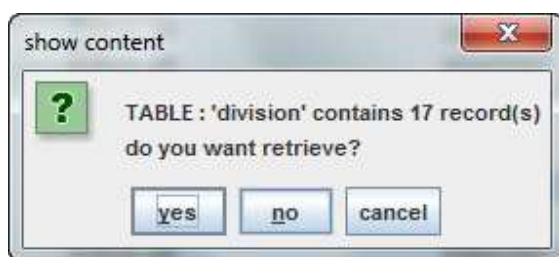 show content
TABLE : 'division' contains 17 record(s)
do you want retrieve?
yes no cancel